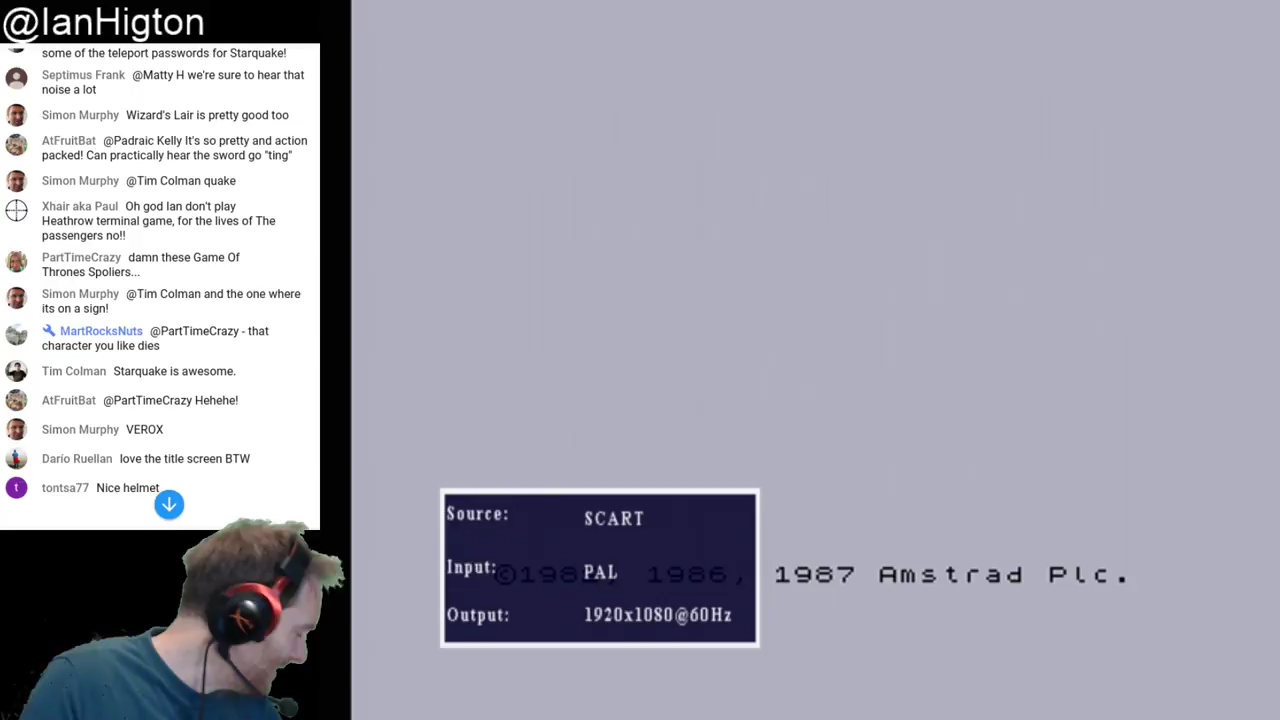 @IanHigton
some of the teleport passwords for Starquake!
Septimus Frank @Matty H we're sure to hear that
noise a lot
Simon Murphy Wizard's Lair is pretty good too
AtFruitBat @Padraic Kelly It's so pretty and action
packed! Can practically hear the sword go "ting"
Simon Murphy @Tim Colman quake
Xhair aka Paul Oh god Ian don't play
Heathrow terminal game, for the lives of The
passengers no!!
PartTimeCrazy damn these Game Of
Thrones Spoliers...
Simon Murphy @Tim Colman and the one where
its on a sign!
MartRocksNuts @PartTimeCrazy - that
character you like dies
Tim Colman Starquake is awesome.
AtFruitBat @PartTimeCrazy Hehehe!
Simon Murphy VEROX
Darío Ruellan love the title screen BTW
t tontsa77 Nice helmet
Source: SCART
Input: PAL
Output: 1920x1080@60Hz
1986, 1987 Amstrad Plc.